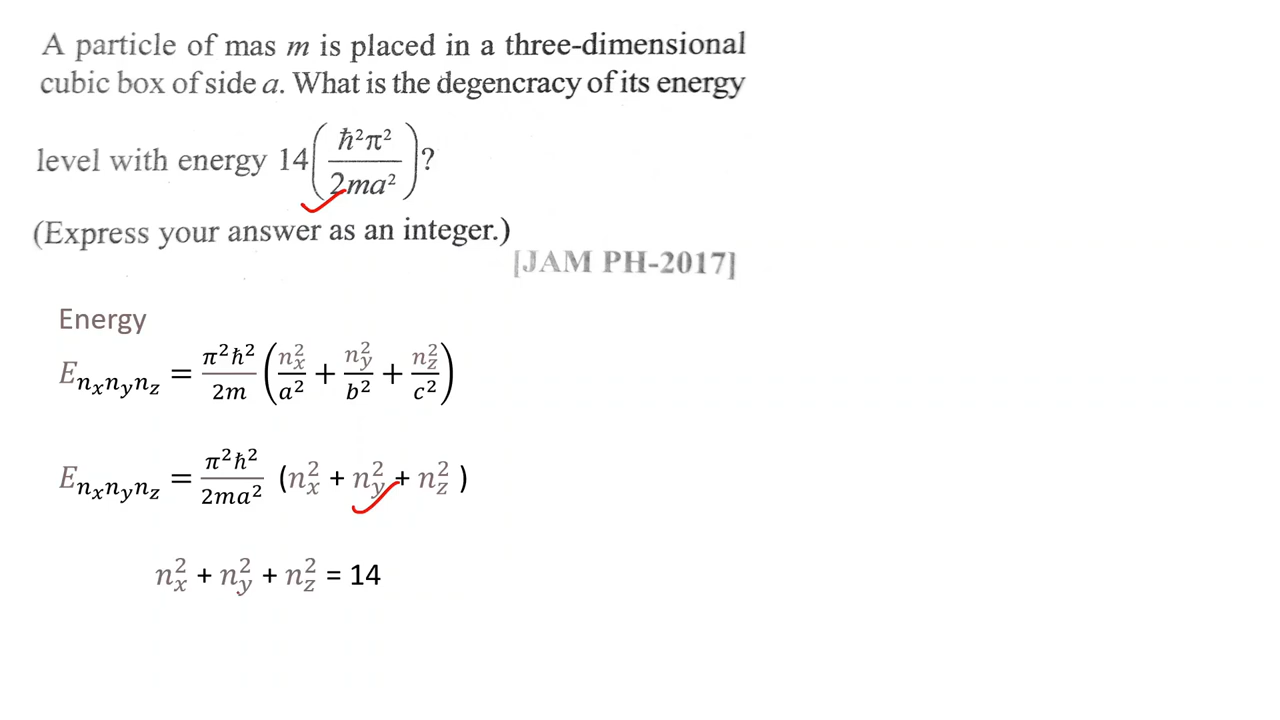 A particle of mas m is placed in a three-dimensional
cubic box of side a. What is the degencracy of its energy
level with energy 14(ħ²π²/2ma²)?
(Express your answer as an integer.)
[JAM PH-2017]
Energy
E_{n_x n_y n_z} = π²ħ²/2m (n_x²/a² + n_y²/b² + n_z²/c²)
E_{n_x n_y n_z} = π²ħ²/2ma² (n_x² + n_y² + n_z² )
n_x² + n_y² + n_z² = 14